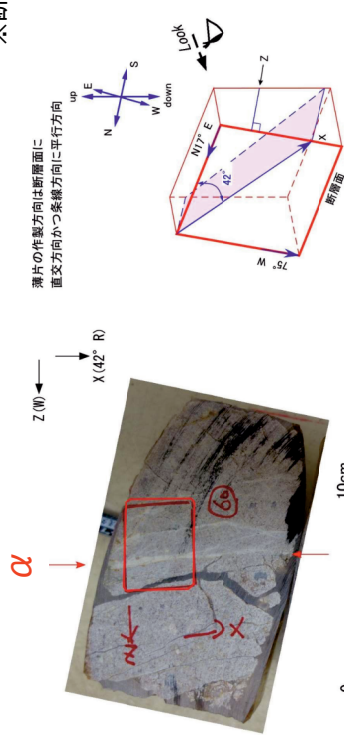 薄片の作製方向は断層面に
直交方向かつ条線方向に平行方向
up
E
S
N
W
down
Look
Z
N17° E
42°
X
75° W
断層面
α
Z(W)
X(42° R)
60
X
10cm